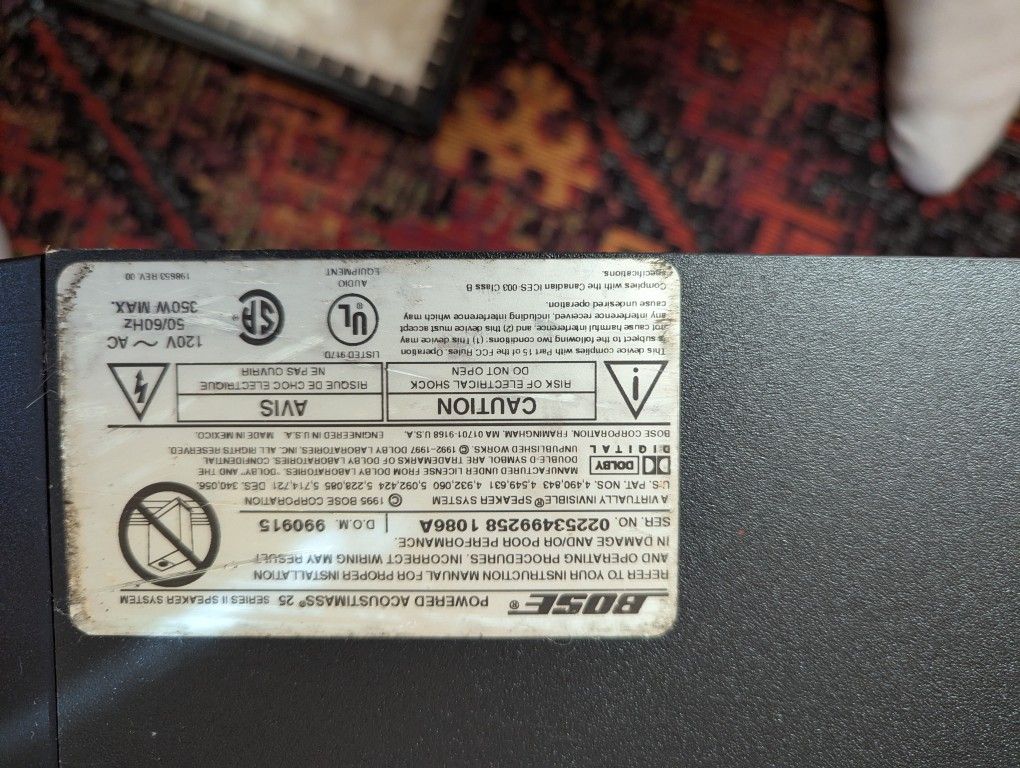 BOSE® POWERED ACOUSTIMASS® 25 SERIES II SPEAKER SYSTEM
REFER TO YOUR INSTRUCTION MANUAL FOR PROPER INSTALLATION
AND OPERATING PROCEDURES. INCORRECT WIRING MAY RESULT
IN DAMAGE AND/OR POOR PERFORMANCE.
SER. NO. 02253499258 1086A | D.O.M. 990915
A VIRTUALLY INVISIBLE® SPEAKER SYSTEM © 1995 BOSE CORPORATION
U.S. PAT. NOS. 4,490,843 4,549,631 4,932,060 5,092,424 5,228,085 5,714,721 DES. 340,056.
DOLBY
DIGITAL
MANUFACTURED UNDER LICENSE FROM DOLBY LABORATORIES. "DOLBY" AND THE
DOUBLE-D SYMBOL ARE TRADEMARKS OF DOLBY LABORATORIES. CONFIDENTIAL
UNPUBLISHED WORKS. © 1992-1997 DOLBY LABORATORIES, INC. ALL RIGHTS RESERVED.
BOSE CORPORATION, FRAMINGHAM, MA 01701-9168 U.S.A. ENGINEERED IN U.S.A. MADE IN MEXICO.
CAUTION
RISK OF ELECTRICAL SHOCK
DO NOT OPEN
AVIS
RISQUE DE CHOC ELECTRIQUE
NE PAS OUVRIR
This device complies with Part 15 of the FCC Rules. Operation
is subject to the following two conditions: (1) This device may
not cause harmful interference, and (2) this device must accept
any interference received, including interference which may
cause undesired operation.
Complies with the Canadian ICES-003 Class B
specifications.
LISTED 917D
UL®
AUDIO
EQUIPMENT
SA®
120V ~ AC
50/60Hz
350W MAX.
198653 REV. 00